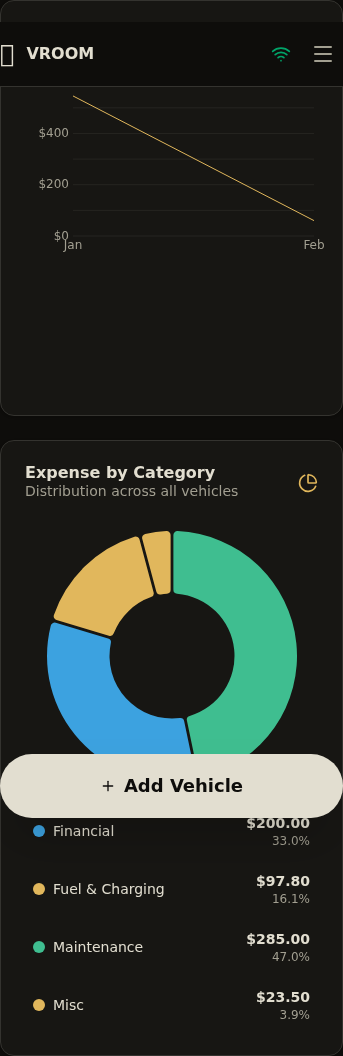 VROOM
$400
$200
$0
Jan Feb
Expense by Category
Distribution across all vehicles
+ Add Vehicle
Financial $200.00
33.0%
Fuel & Charging $97.80
16.1%
Maintenance $285.00
47.0%
Misc $23.50
3.9%